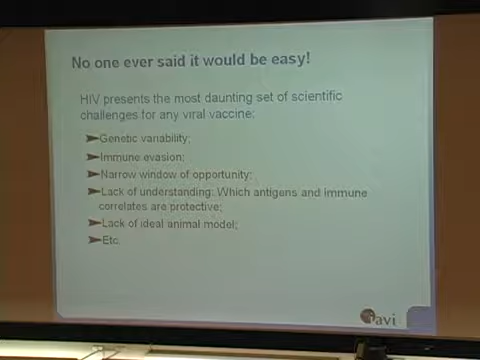 No one ever said it would be easy!
HIV presents the most daunting set of scientific
challenges for any viral vaccine;
Genetic variability;
Immune evasion;
Narrow window of opportunity;
Lack of understanding: Which antigens and immune
correlates are protective;
Lack of ideal animal model;
Etc.
iavi